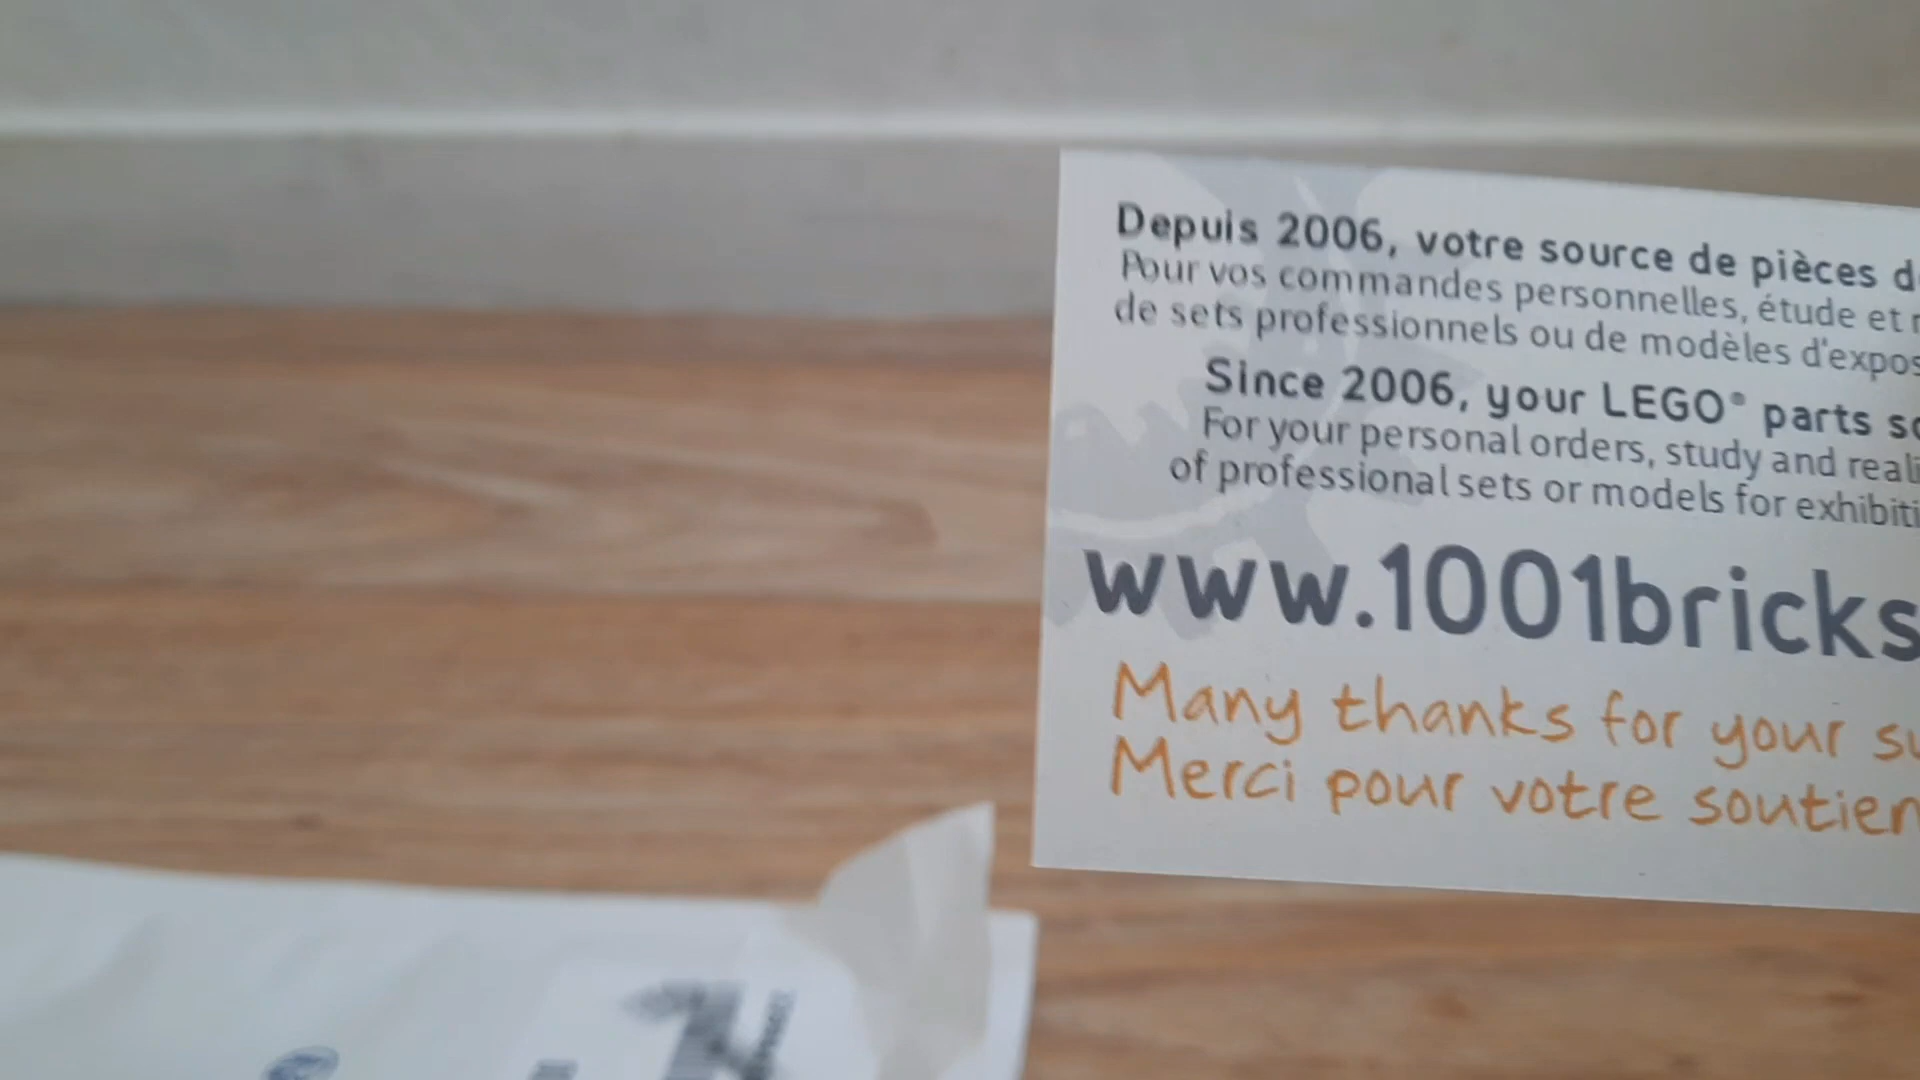 Depuis 2006, votre source de pièces
Pour vos commandes personnelles, étude et
de sets professionnels ou de modèles
Since 2006, your LEGO® parts
For your personal orders, study and
of professional sets or models for
www.1001bricks
Many thanks for your
Merci pour votre soutien